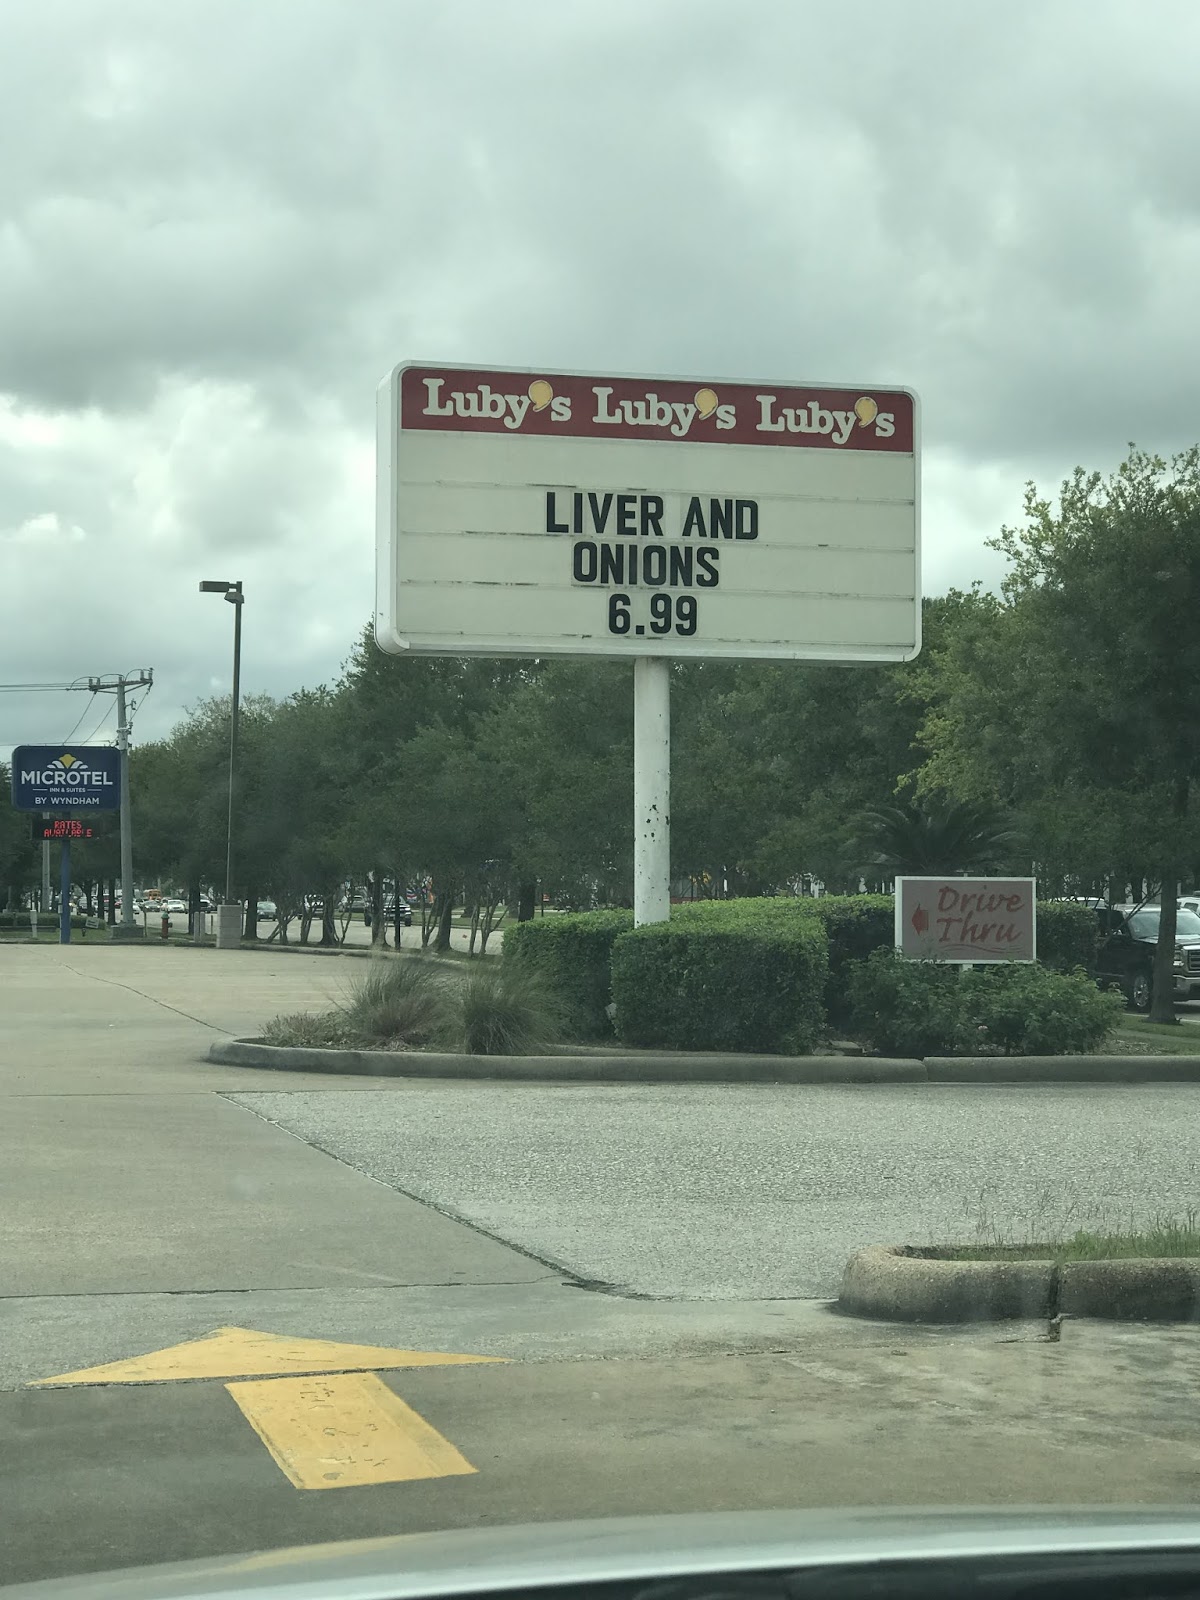 Luby's Luby's Luby's
LIVER AND
ONIONS
6.99
MICROTEL
INN & SUITES
BY WYNDHAM
RATES
AVAILABLE
Drive
Thru